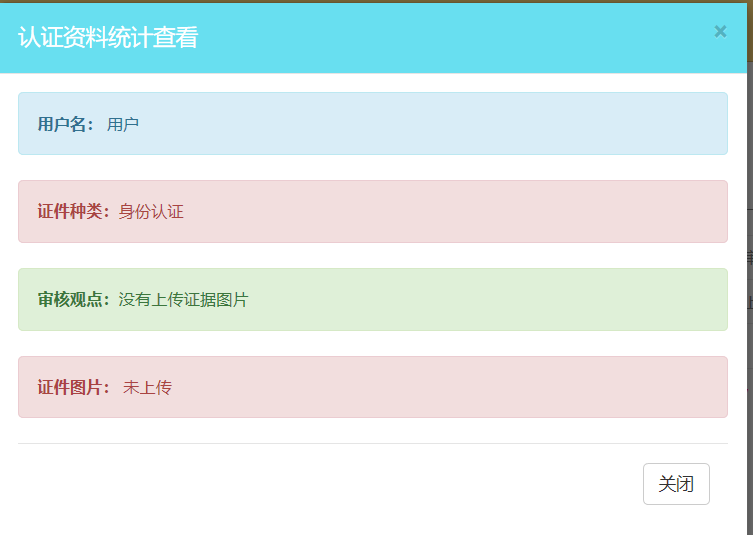 认证资料统计查看
×
用户名： 用户
证件种类：身份认证
审核观点：没有上传证据图片
证件图片： 未上传
关闭